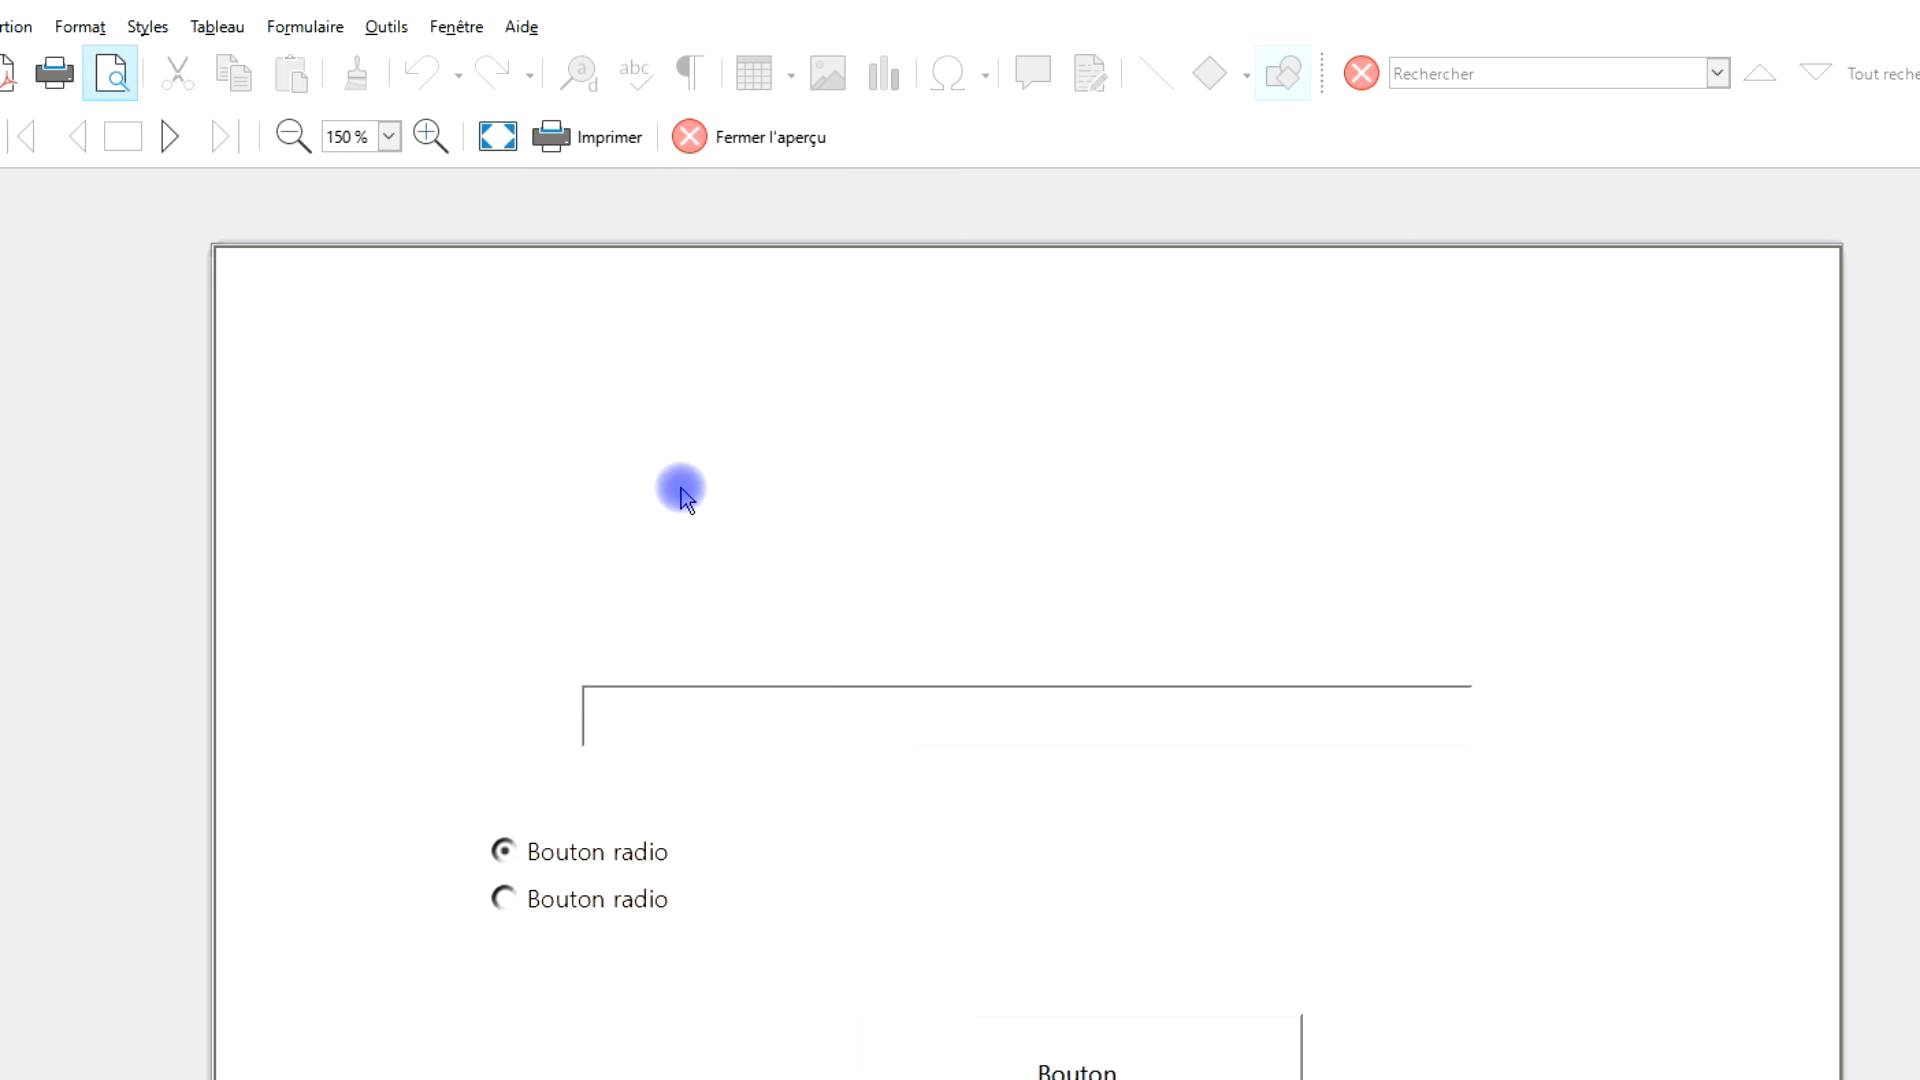 rtion Format Styles Tableau Formulaire Outils Fenêtre Aide
a d abc Rechercher Tout reche
150 % Imprimer Fermer l'aperçu
Bouton radio
Bouton radio
Bouton